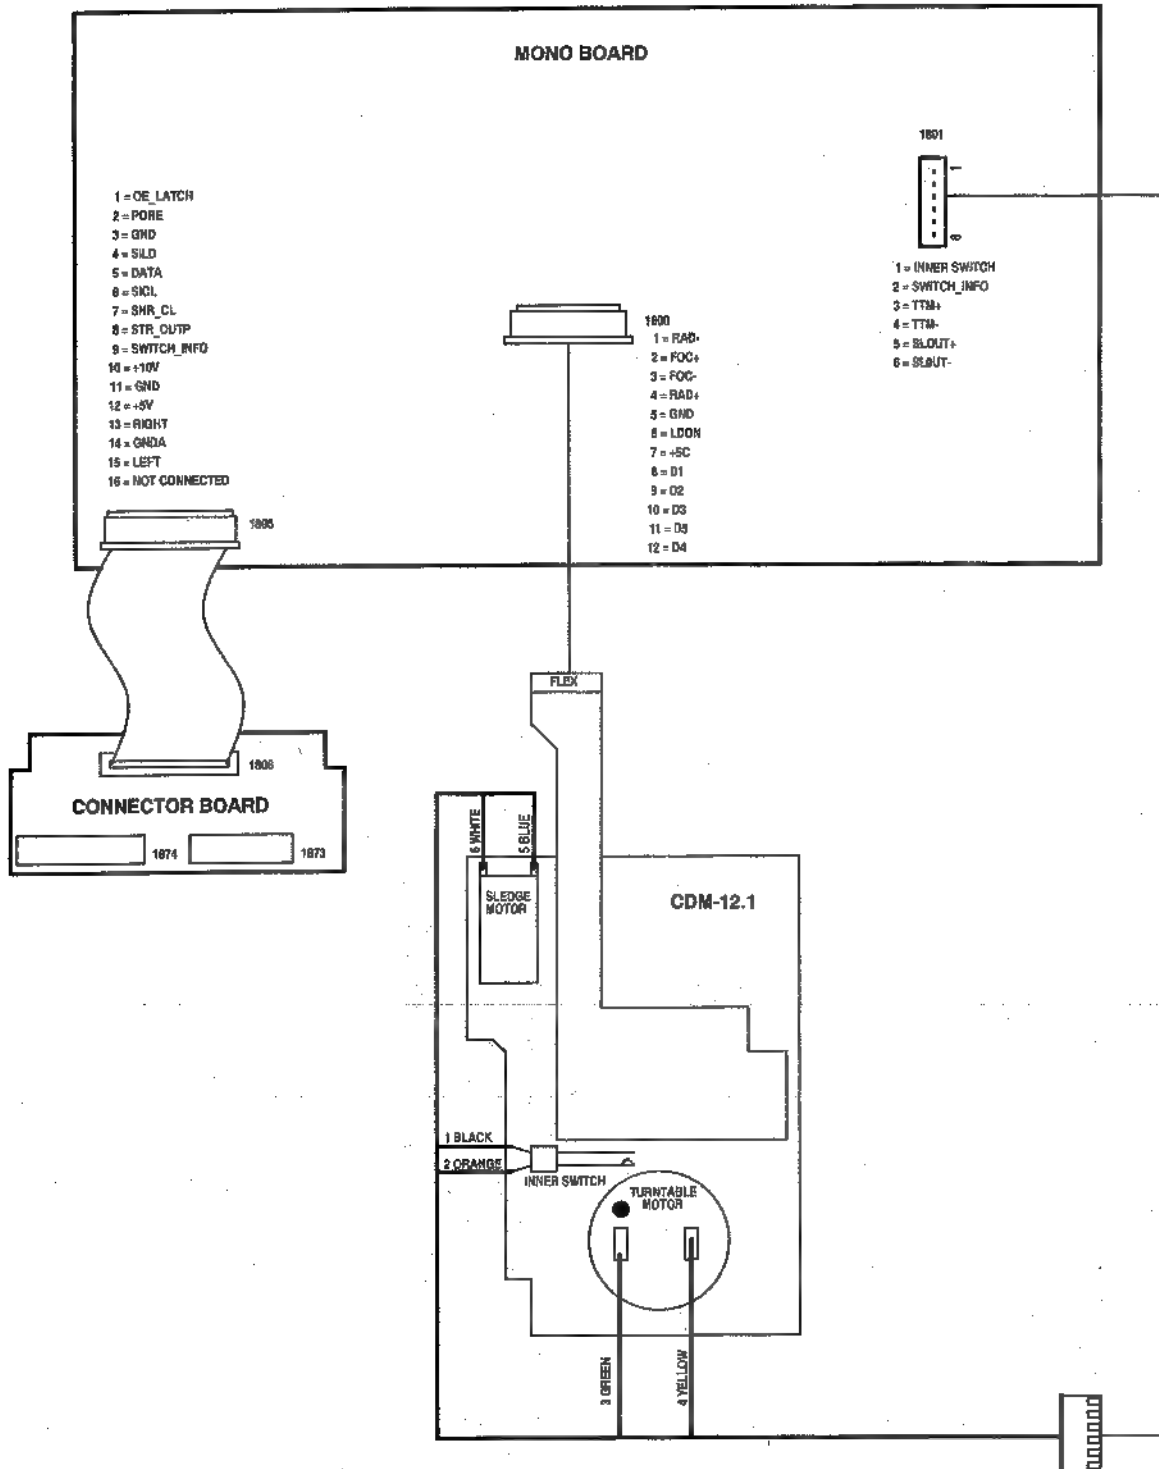 MONO BOARD
1801
1
6
1 = OE_LATCH
2 = PORE
3 = GND
4 = SILD
5 = DATA
6 = SICL
7 = SHR_CL
8 = STR_OUTP
9 = SWITCH_INFO
10 = +10V
11 = GND
12 = +5V
13 = RIGHT
14 = GNDA
15 = LEFT
16 = NOT CONNECTED
1 = INNER SWITCH
2 = SWITCH_INFO
3 = TTM+
4 = TTM-
5 = SLOUT+
6 = SLOUT-
1800
1 = RAD-
2 = FOC+
3 = FOC-
4 = RAD+
5 = GND
6 = LDON
7 = +5C
8 = D1
9 = D2
10 = D3
11 = D5
12 = D4
1805
FLEX
1806
CONNECTOR BOARD
1874
1873
6 WHITE
5 BLUE
SLEDGE
MOTOR
CDM-12.1
1 BLACK
2 ORANGE
INNER SWITCH
TURNTABLE
MOTOR
3 GREEN
4 YELLOW